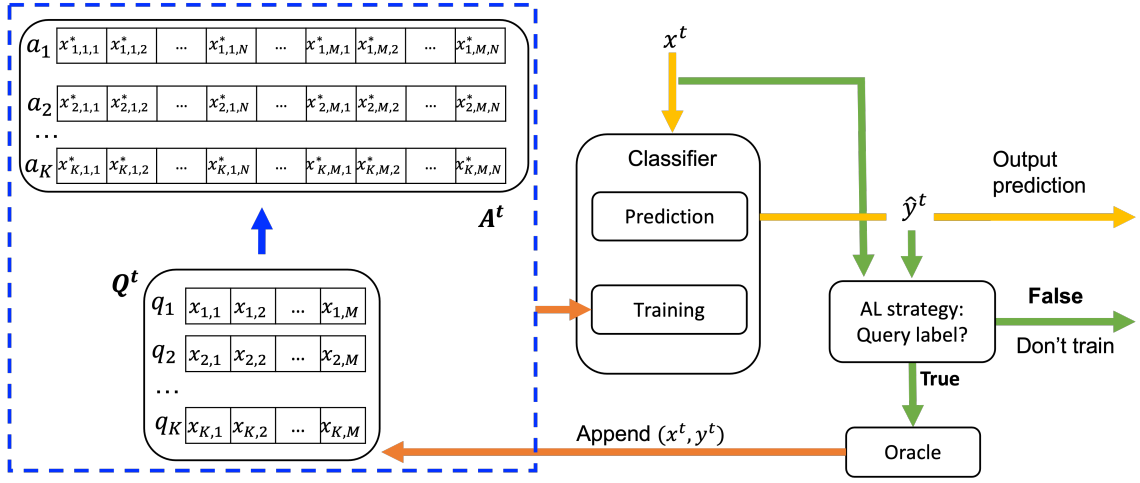 a_1 x*_{1,1,1} x*_{1,1,2} ... x*_{1,1,N} ... x*_{1,M,1} x*_{1,M,2} ... x*_{1,M,N}
a_2 x*_{2,1,1} x*_{2,1,2} ... x*_{2,1,N} ... x*_{2,M,1} x*_{2,M,2} ... x*_{2,M,N}
...
a_K x*_{K,1,1} x*_{K,1,2} ... x*_{K,1,N} ... x*_{K,M,1} x*_{K,M,2} ... x*_{K,M,N}
A^t
Q^t
q_1 x_{1,1} x_{1,2} ... x_{1,M}
q_2 x_{2,1} x_{2,2} ... x_{2,M}
...
q_K x_{K,1} x_{K,2} ... x_{K,M}
x^t
Classifier
Prediction
Training
ŷ^t
Output
prediction
AL strategy:
Query label?
False
Don't train
True
Oracle
Append (x^t, y^t)